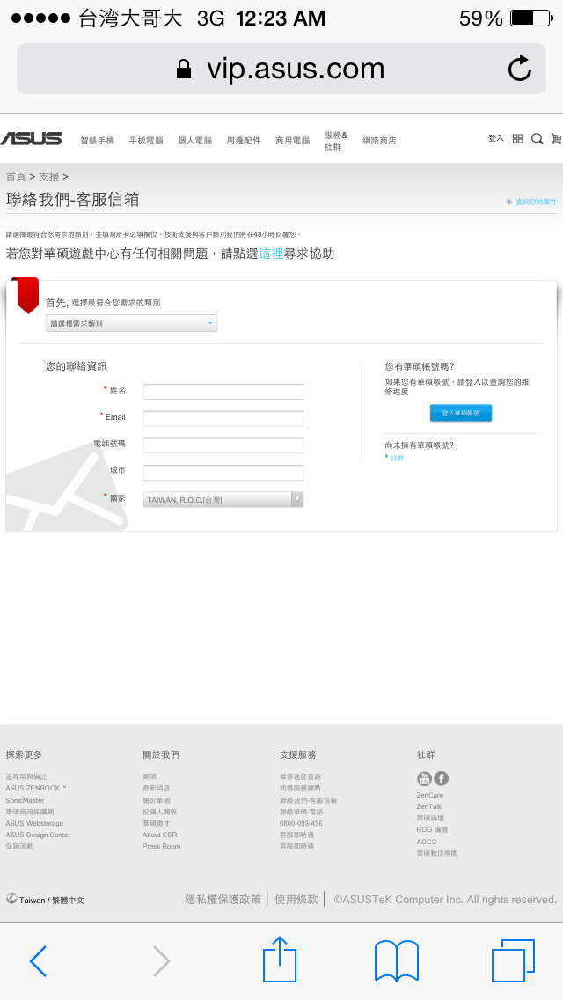 台湾大哥大 3G 12:23 AM 59%
vip.asus.com
ASUS 智慧手機 平板電腦 個人電腦 周邊配件 商用電腦 服務& 社群 網路商店 登入
首頁 > 支援 >
聯絡我們-客服信箱
查詢您的案件
請選擇最符合您需求的類別，並填寫所有必填欄位。技術支援與客戶類別我們將在48小時回覆您。
若您對華碩遊戲中心有任何相關問題，請點選這裡尋求協助
首先, 選擇最符合您需求的類別
請選擇需求類別
您的聯絡資訊
* 姓名
* Email
電話號碼
城市
* 國家 TAIWAN, R.O.C.[台灣]
您有華碩帳號嗎?
如果您有華碩帳號，請登入以查詢您的維
修進度
登入華碩帳號
尚未擁有華碩帳號?
註冊
探索更多
追尋無與倫比
ASUS ZENBOOK™
SonicMaster
華碩商用採購網
ASUS Webstorage
ASUS Design Center
促銷活動
關於我們
獎項
最新消息
關於華碩
投資人關係
華碩徵才
About CSR
Press Room
支援服務
維修進度查詢
找尋服務據點
聯絡我們-客服信箱
聯絡華碩-電話
0800-093-456
客服即時通
客服即時通
社群
You Tube f
ZenCare
ZenTalk
華碩論壇
ROG 論壇
AOCC
華碩數位學園
Taiwan / 繁體中文
隱私權保護政策 | 使用條款 | ©ASUSTeK Computer Inc. All rights reserved.